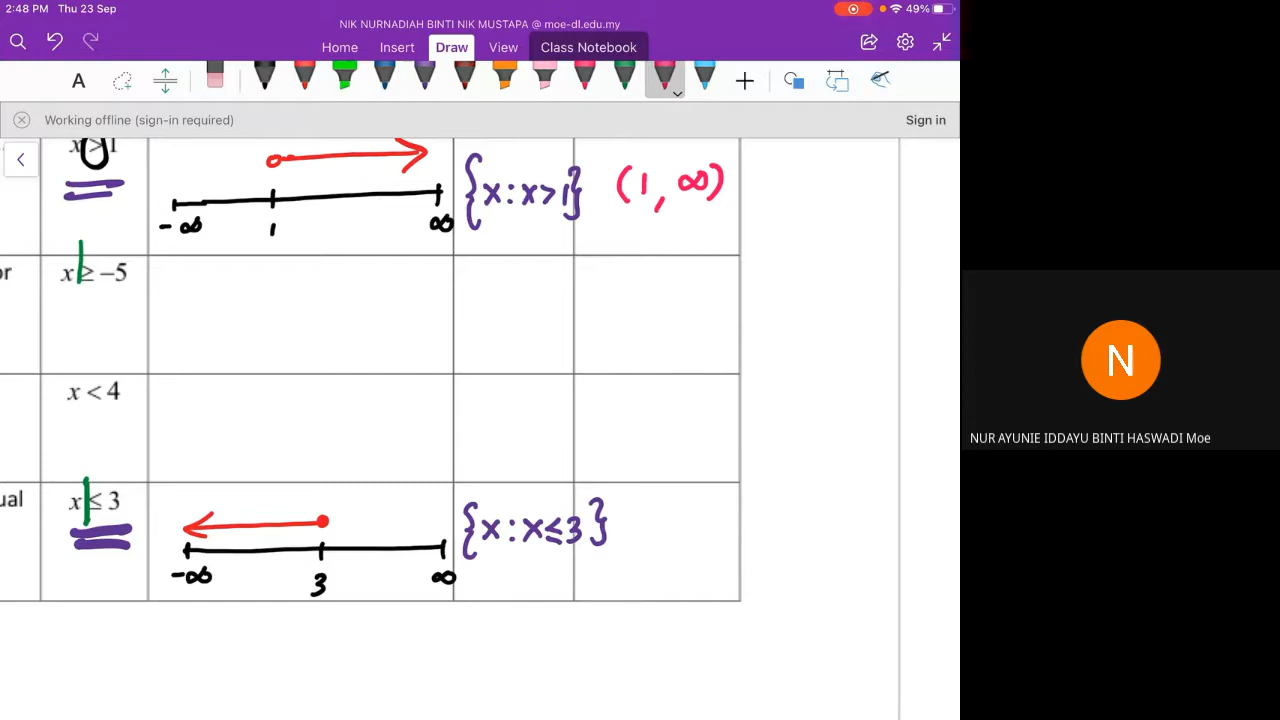 2:48 PM Thu 23 Sep
49%
NIK NURNADIAH BINTI NIK MUSTAPA @ moe-dl.edu.my
Home Insert Draw View Class Notebook
A
Working offline (sign-in required) Sign in
x > 1 {x : x > 1} (1, ∞)
-∞ 1 ∞
or x ≥ –5
x < 4
ual x ≤ 3 {x : x ≤ 3}
-∞ 3 ∞
N
NUR AYUNIE IDDAYU BINTI HASWADI Moe